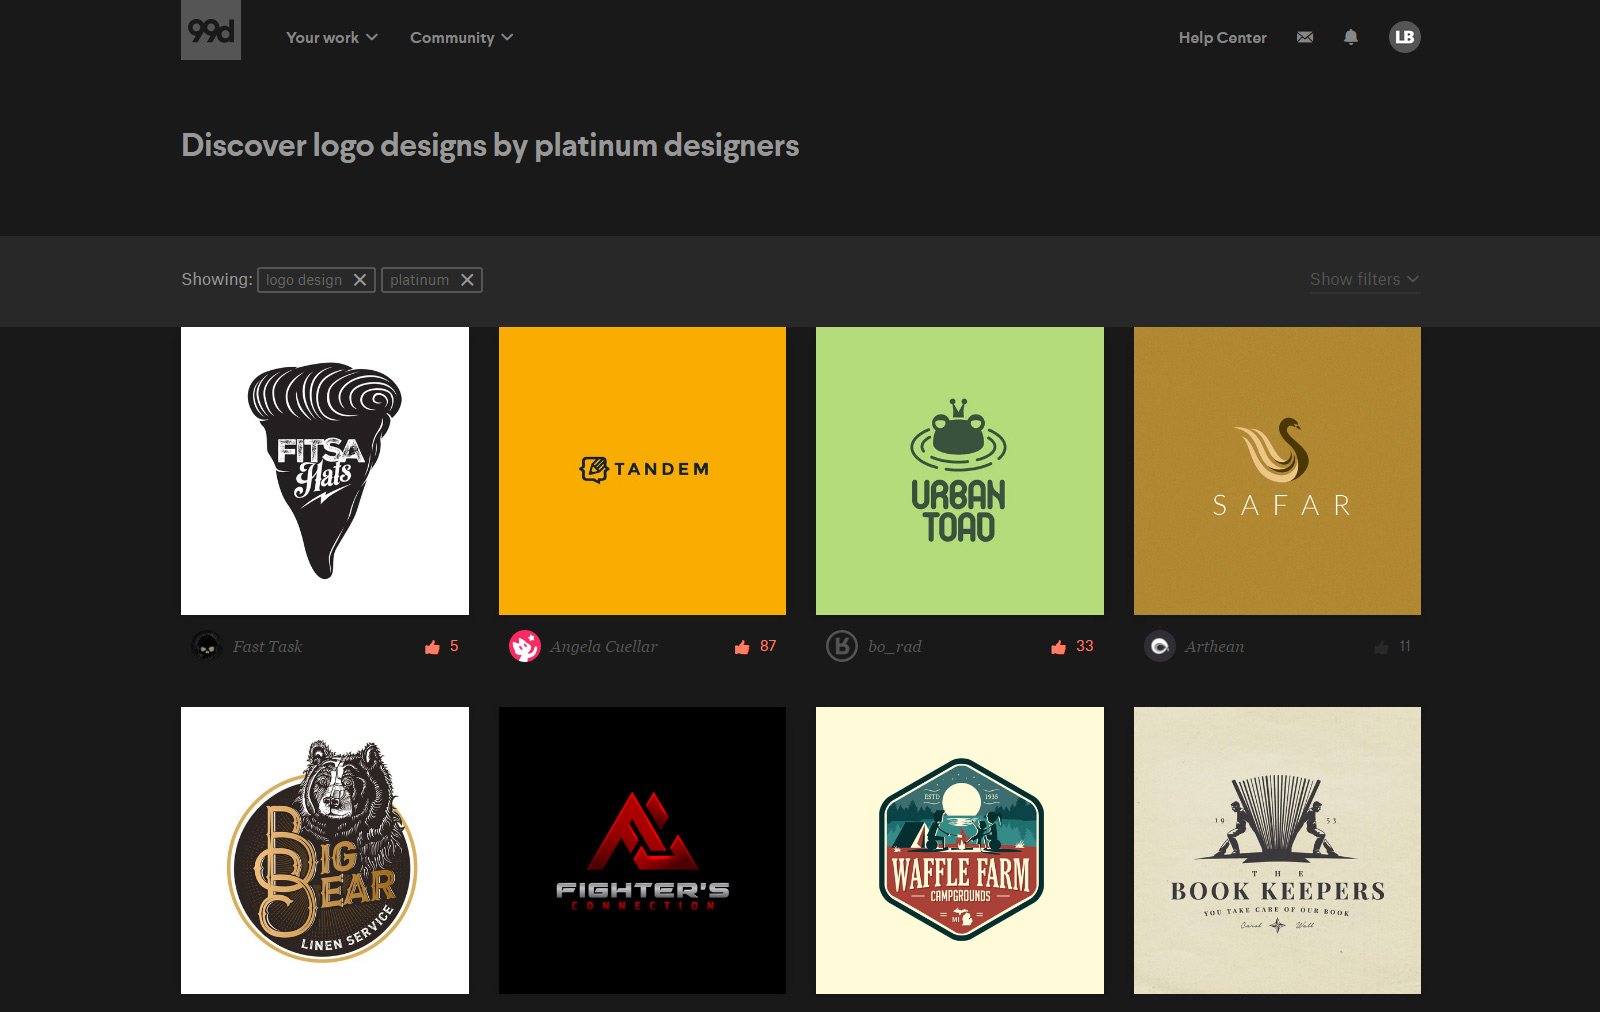 99d
Your work
Community
Help Center
LB
Discover logo designs by platinum designers
Showing:
logo design
platinum
Show filters
FITSA
Hats
TANDEM
URBAN
TOAD
SAFAR
Fast Task
5
Angela Cuellar
87
bo_rad
33
Arthean
11
BIG
BEAR
LINEN SERVICE
FIGHTER'S
CONNECTION
ESTD
1935
WAFFLE FARM
CAMPGROUNDS
MI
19
53
THE
BOOK KEEPERS
YOU TAKE CARE OF OUR BOOK
Carol
Wall